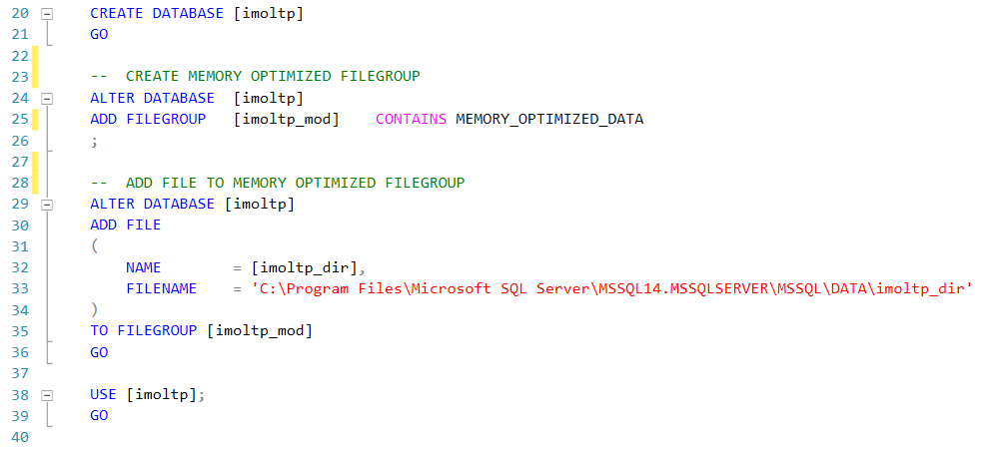 20 CREATE DATABASE [imoltp]
21 GO
22
23 -- CREATE MEMORY OPTIMIZED FILEGROUP
24 ALTER DATABASE [imoltp]
25 ADD FILEGROUP [imoltp_mod] CONTAINS MEMORY_OPTIMIZED_DATA
26 ;
27
28 -- ADD FILE TO MEMORY OPTIMIZED FILEGROUP
29 ALTER DATABASE [imoltp]
30 ADD FILE
31 (
32 NAME = [imoltp_dir],
33 FILENAME = 'C:\Program Files\Microsoft SQL Server\MSSQL14.MSSQLSERVER\MSSQL\DATA\imoltp_dir'
34 )
35 TO FILEGROUP [imoltp_mod]
36 GO
37
38 USE [imoltp];
39 GO
40